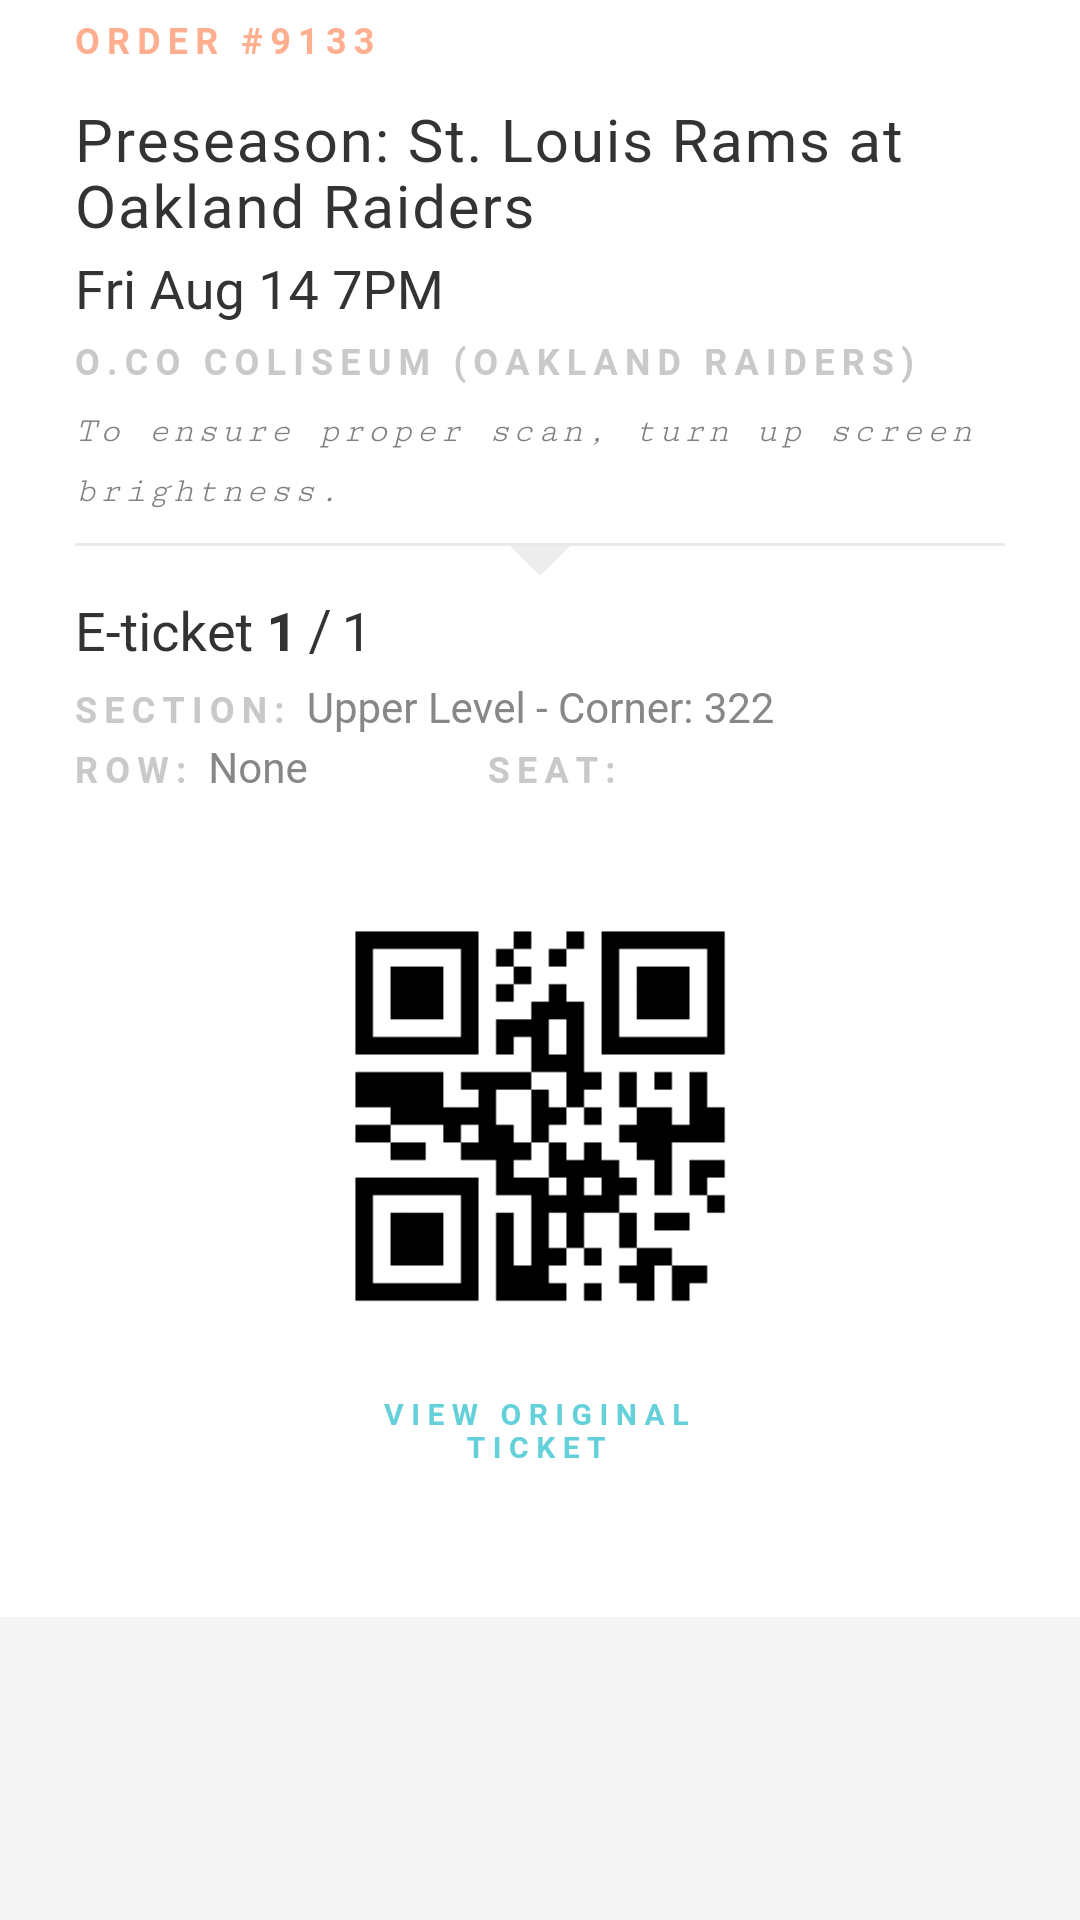 ORDER #9133
Preseason: St. Louis Rams at
Oakland Raiders
Fri Aug 14 7PM
O.CO COLISEUM (OAKLAND RAIDERS)
To ensure proper scan, turn up screen
brightness.
E-ticket 1 / 1
SECTION: Upper Level - Corner: 322
ROW: None SEAT:
VIEW ORIGINAL
TICKET